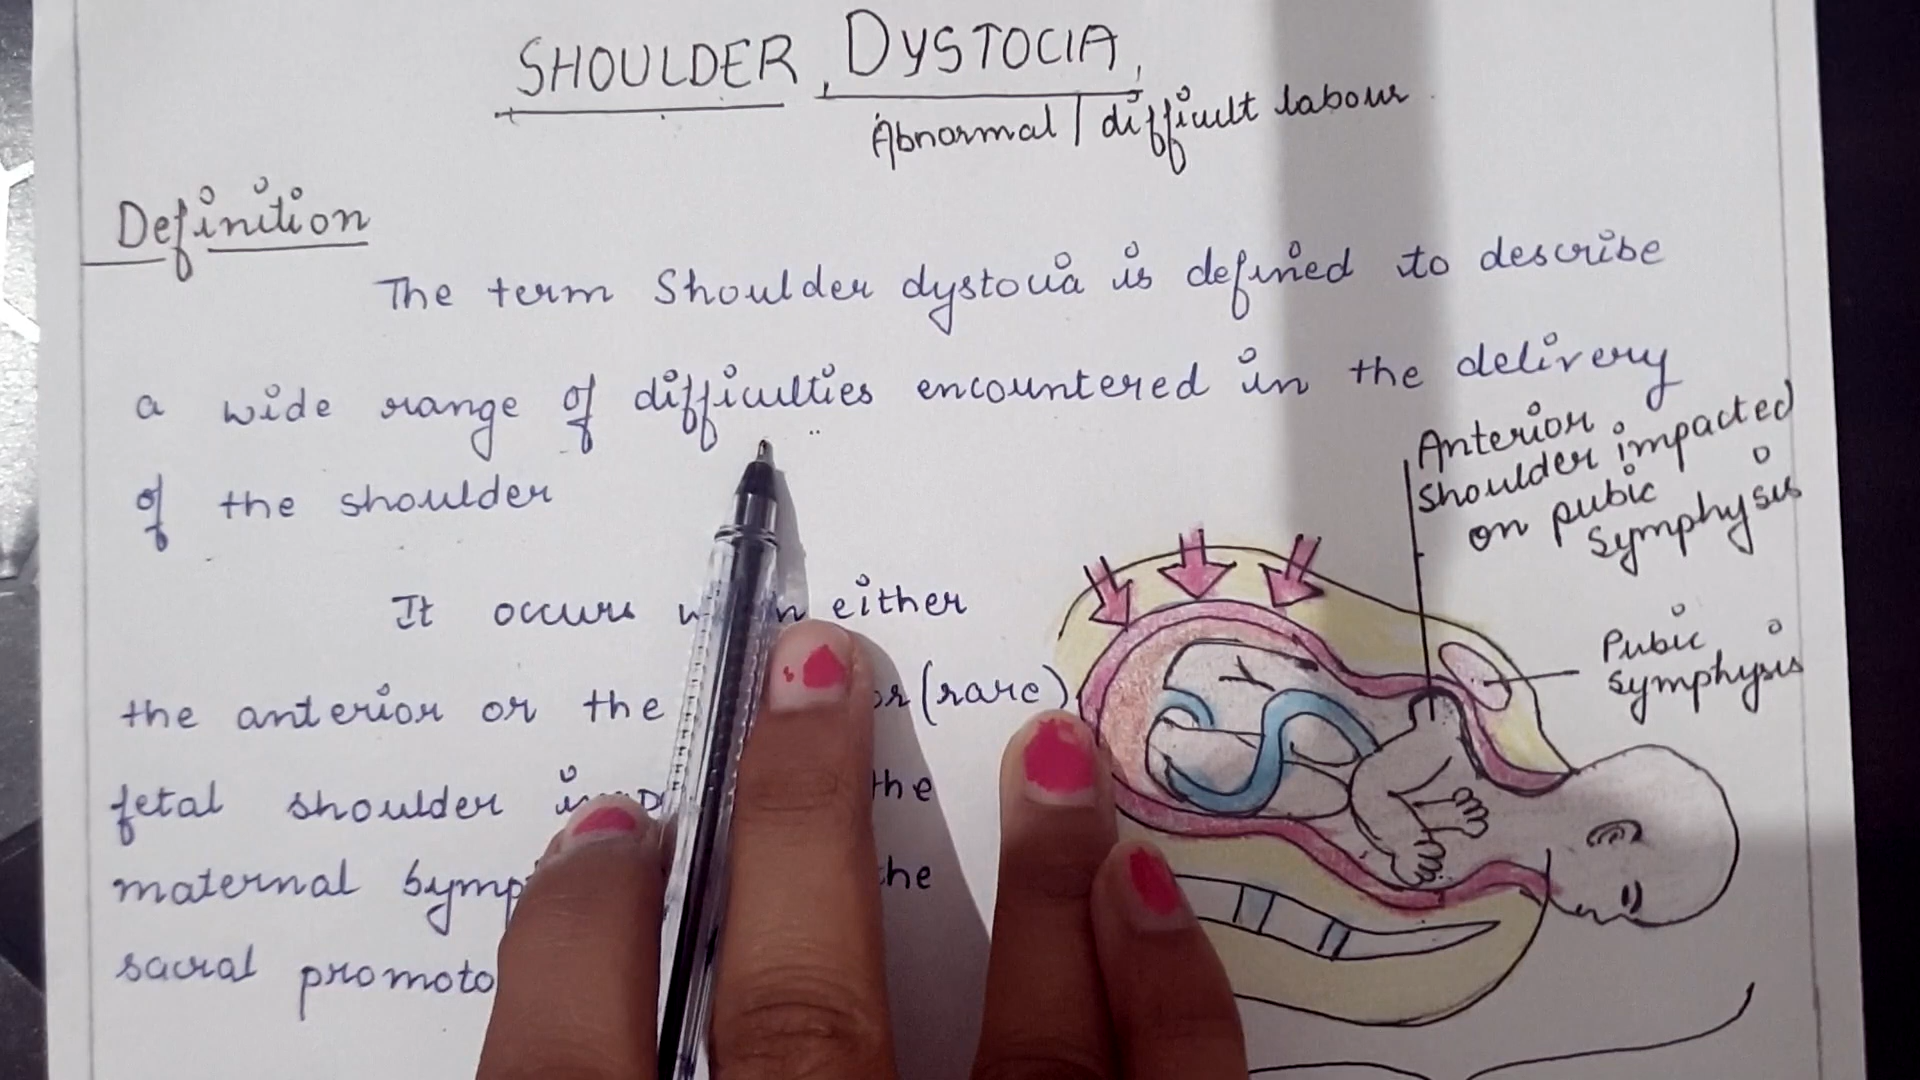 SHOULDER DYSTOCIA
Abnormal / difficult labour
Definition
The term Shoulder dystocia is defined to describe
a wide range of difficulties encountered in the delivery
of the shoulder
It occurs either
the anterior or the (rare)
fetal shoulder the
maternal the
sacral
Anterior
shoulder impacted
on pubic
symphysis
Pubic
symphysis